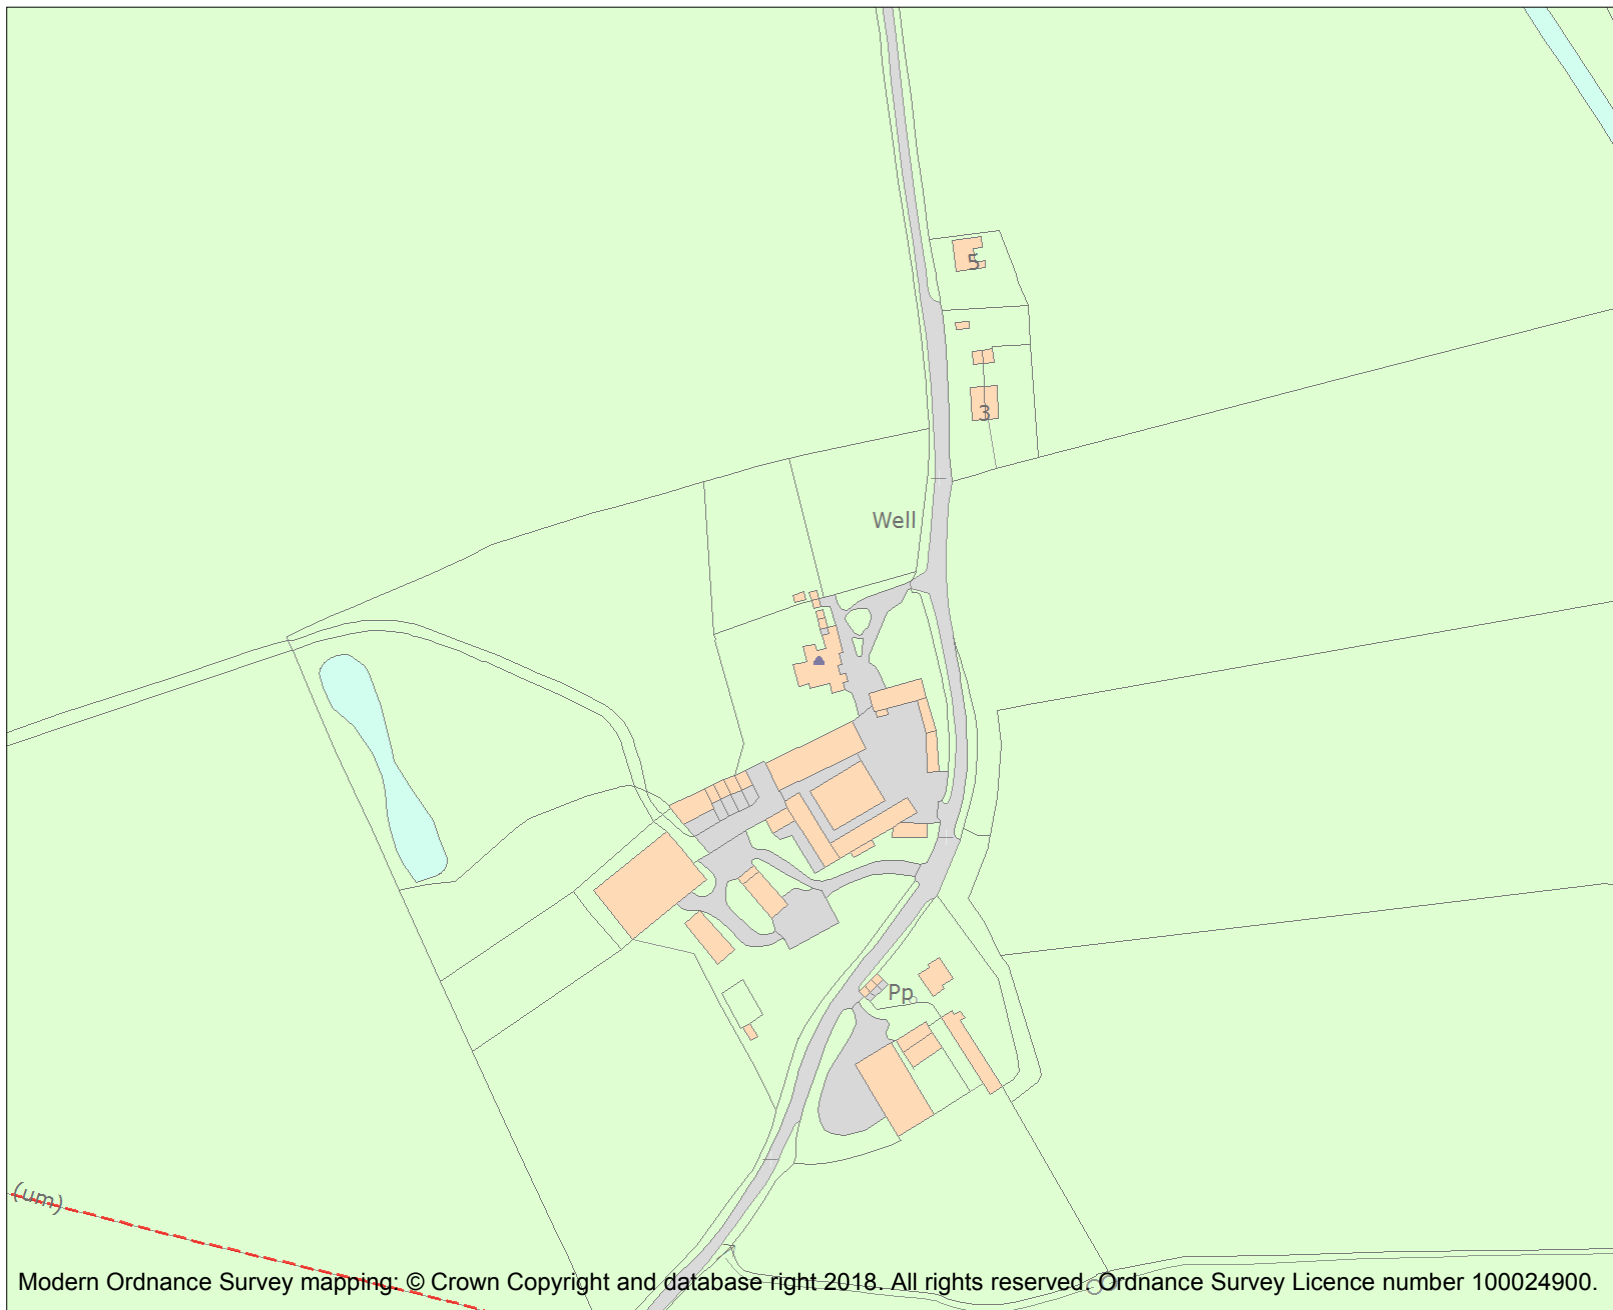 5
3
Well
Pp
(um)
Modern Ordnance Survey mapping: © Crown Copyright and database right 2018. All rights reserved. Ordnance Survey Licence number 100024900.